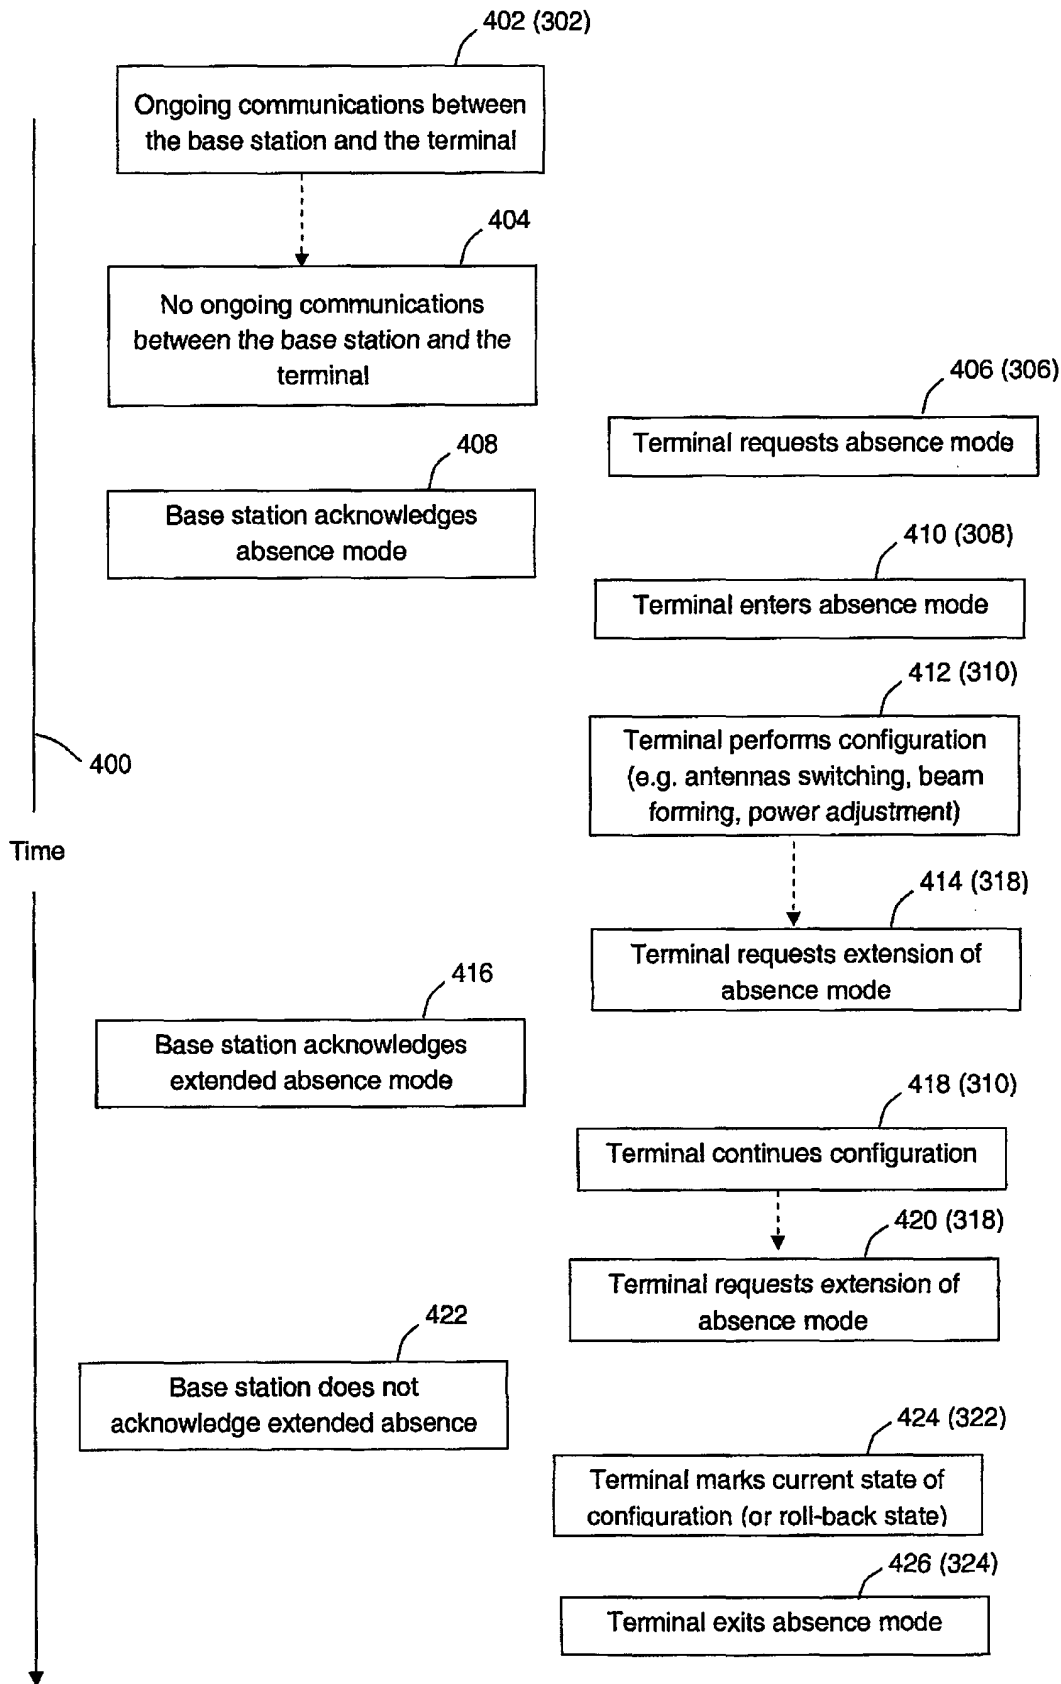 402 (302)
Ongoing communications between
the base station and the terminal
404
No ongoing communications
between the base station and the
terminal
406 (306)
Terminal requests absence mode
408
Base station acknowledges
absence mode
410 (308)
Terminal enters absence mode
412 (310)
Terminal performs configuration
(e.g. antennas switching, beam
forming, power adjustment)
400
Time
414 (318)
Terminal requests extension of
absence mode
416
Base station acknowledges
extended absence mode
418 (310)
Terminal continues configuration
420 (318)
Terminal requests extension of
absence mode
422
Base station does not
acknowledge extended absence
424 (322)
Terminal marks current state of
configuration (or roll-back state)
426 (324)
Terminal exits absence mode